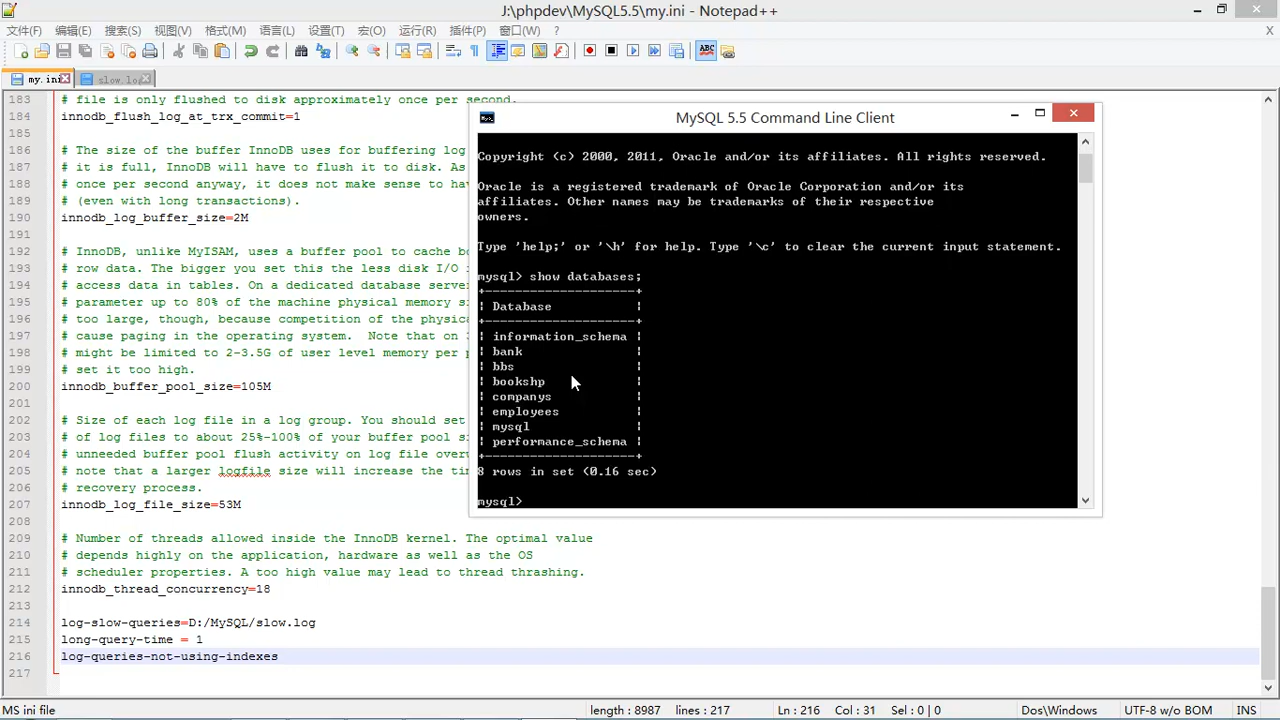 J:\phpdev\MySQL5.5\my.ini - Notepad++
文件(F) 编辑(E) 搜索(S) 视图(V) 格式(M) 语言(L) 设置(T) 宏(O) 运行(R) 插件(P) 窗口(W) ?
my.ini slow.log
183 # file is only flushed to disk approximately once per second.
184 innodb_flush_log_at_trx_commit=1
185
186 # The size of the buffer InnoDB uses for buffering log
187 # it is full, InnoDB will have to flush it to disk. As
188 # once per second anyway, it does not make sense to ha
189 # (even with long transactions).
190 innodb_log_buffer_size=2M
191
192 # InnoDB, unlike MyISAM, uses a buffer pool to cache bo
193 # row data. The bigger you set this the less disk I/O i
194 # access data in tables. On a dedicated database server
195 # parameter up to 80% of the machine physical memory si
196 # too large, though, because competition of the physica
197 # cause paging in the operating system.  Note that on
198 # might be limited to 2-3.5G of user level memory per p
199 # set it too high.
200 innodb_buffer_pool_size=105M
201
202 # Size of each log file in a log group. You should set
203 # of log files to about 25%-100% of your buffer pool si
204 # unneeded buffer pool flush activity on log file overw
205 # note that a larger logfile size will increase the tim
206 # recovery process.
207 innodb_log_file_size=53M
208
209 # Number of threads allowed inside the InnoDB kernel. The optimal value
210 # depends highly on the application, hardware as well as the OS
211 # scheduler properties. A too high value may lead to thread thrashing.
212 innodb_thread_concurrency=18
213
214 log-slow-queries=D:/MySQL/slow.log
215 long-query-time = 1
216 log-queries-not-using-indexes
217
MySQL 5.5 Command Line Client
Copyright (c) 2000, 2011, Oracle and/or its affiliates. All rights reserved.
Oracle is a registered trademark of Oracle Corporation and/or its
affiliates. Other names may be trademarks of their respective
owners.
Type 'help;' or '\h' for help. Type '\c' to clear the current input statement.
mysql> show databases;
+--------------------+
| Database           |
+--------------------+
| information_schema |
| bank               |
| bbs                |
| bookshp            |
| companys           |
| employees          |
| mysql              |
| performance_schema |
+--------------------+
8 rows in set (0.16 sec)
mysql>
MS ini file length : 8987 lines : 217 Ln : 216 Col : 31 Sel : 0 | 0 Dos\Windows UTF-8 w/o BOM INS